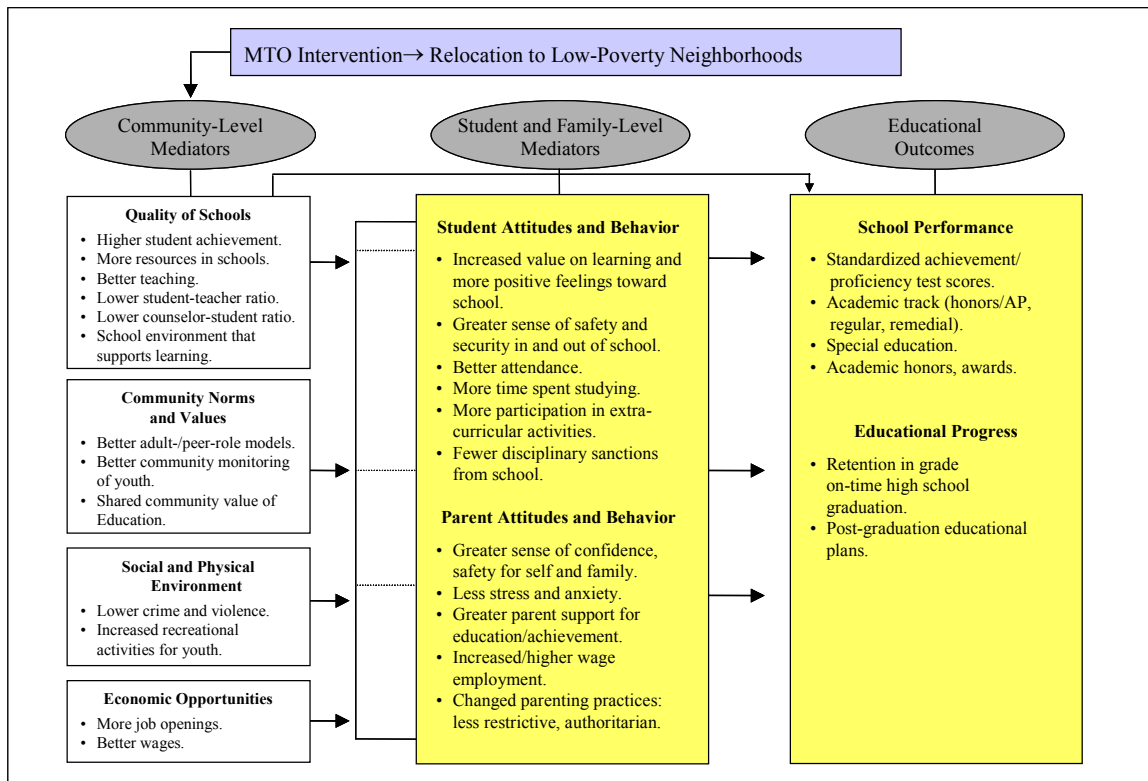 MTO Intervention→ Relocation to Low-Poverty Neighborhoods
Community-Level
Mediators
Student and Family-Level
Mediators
Educational
Outcomes
Quality of Schools
• Higher student achievement.
• More resources in schools.
• Better teaching.
• Lower student-teacher ratio.
• Lower counselor-student ratio.
• School environment that
supports learning.
Community Norms
and Values
• Better adult-/peer-role models.
• Better community monitoring
of youth.
• Shared community value of
Education.
Social and Physical
Environment
• Lower crime and violence.
• Increased recreational
activities for youth.
Economic Opportunities
• More job openings.
• Better wages.
Student Attitudes and Behavior
• Increased value on learning and
more positive feelings toward
school.
• Greater sense of safety and
security in and out of school.
• Better attendance.
• More time spent studying.
• More participation in extra-
curricular activities.
• Fewer disciplinary sanctions
from school.
Parent Attitudes and Behavior
• Greater sense of confidence,
safety for self and family.
• Less stress and anxiety.
• Greater parent support for
education/achievement.
• Increased/higher wage
employment.
• Changed parenting practices:
less restrictive, authoritarian.
School Performance
• Standardized achievement/
proficiency test scores.
• Academic track (honors/AP,
regular, remedial).
• Special education.
• Academic honors, awards.
Educational Progress
• Retention in grade
on-time high school
graduation.
• Post-graduation educational
plans.